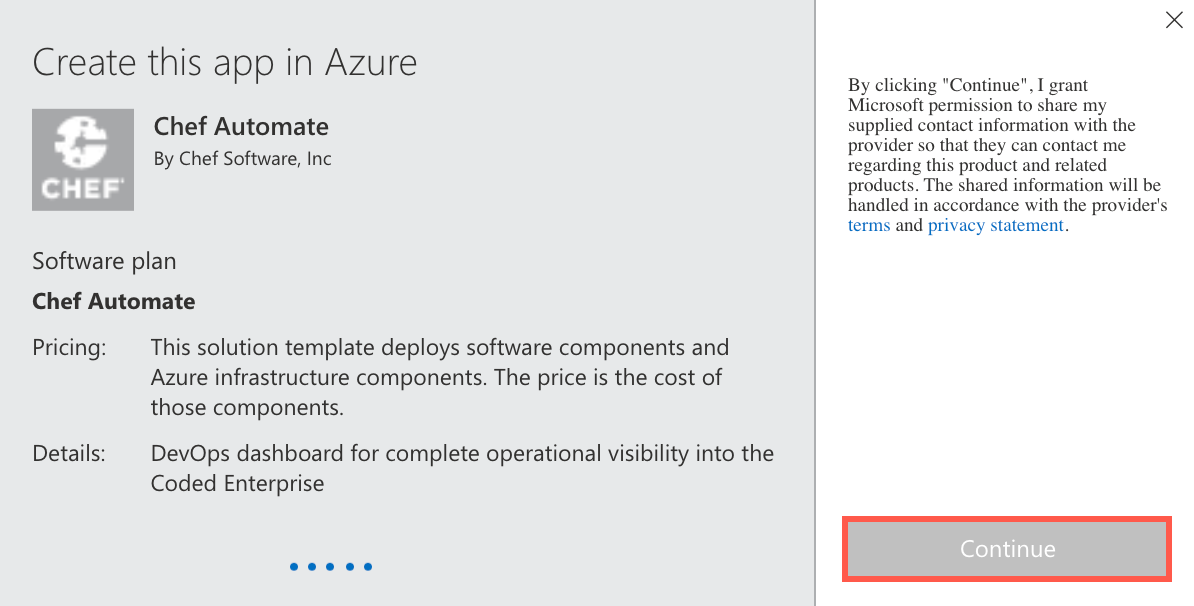 Create this app in Azure
CHEF
Chef Automate
By Chef Software, Inc
Software plan
Chef Automate
Pricing: This solution template deploys software components and
Azure infrastructure components. The price is the cost of
those components.
Details: DevOps dashboard for complete operational visibility into the
Coded Enterprise
By clicking "Continue", I grant
Microsoft permission to share my
supplied contact information with the
provider so that they can contact me
regarding this product and related
products. The shared information will be
handled in accordance with the provider's
terms and privacy statement.
Continue